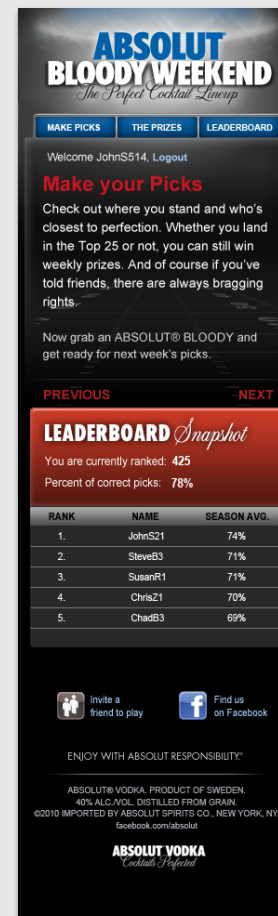 ABSOLUT®
BLOODY WEEKEND
The Perfect Cocktail Lineup
MAKE PICKS THE PRIZES LEADERBOARD
Welcome JohnS514, Logout
Make your Picks
Check out where you stand and who's
closest to perfection. Whether you land
in the Top 25 or not, you can still win
weekly prizes. And of course if you've
told friends, there are always bragging
rights.
Now grab an ABSOLUT® BLOODY and
get ready for next week's picks.
PREVIOUS NEXT
LEADERBOARD Snapshot
You are currently ranked: 425
Percent of correct picks: 78%
RANK NAME SEASON AVG.
1. JohnS21 74%
2. SteveB3 71%
3. SusanR1 71%
4. ChrisZ1 70%
5. ChadB3 69%
Invite a
friend to play
Find us
on Facebook
ENJOY WITH ABSOLUT RESPONSIBILITY.®
ABSOLUT® VODKA. PRODUCT OF SWEDEN.
40% ALC./VOL. DISTILLED FROM GRAIN.
©2010 IMPORTED BY ABSOLUT SPIRITS CO., NEW YORK, NY.
facebook.com/absolut
ABSOLUT VODKA
Cocktails Perfected